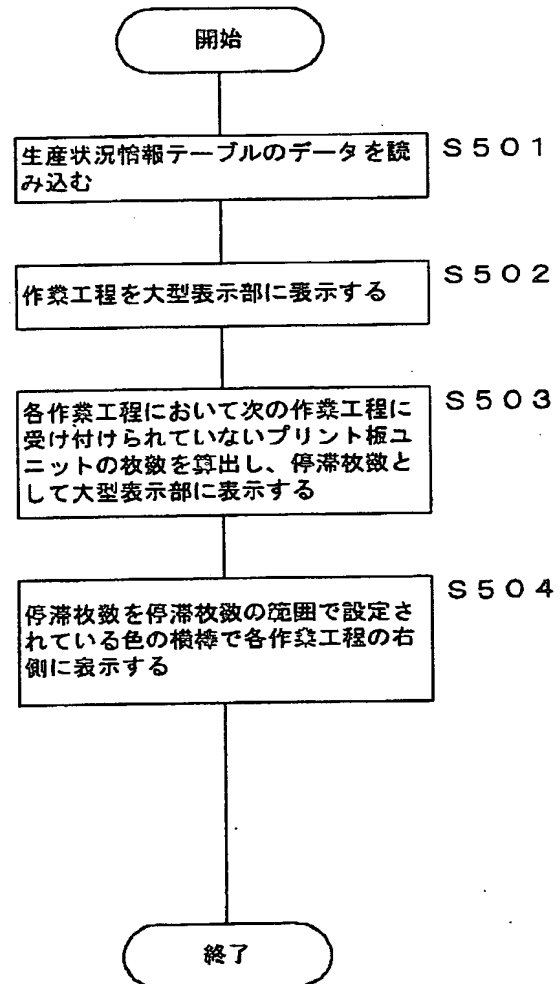 開始
生産状況情報テーブルのデータを読
み込む
S501
作業工程を大型表示部に表示する
S502
各作業工程において次の作業工程に
受け付けられていないプリント板ユ
ニットの枚数を算出し、停滞枚数と
して大型表示部に表示する
S503
停滞枚数を停滞枚数の範囲で設定さ
れている色の横棒で各作業工程の右
側に表示する
S504
終了